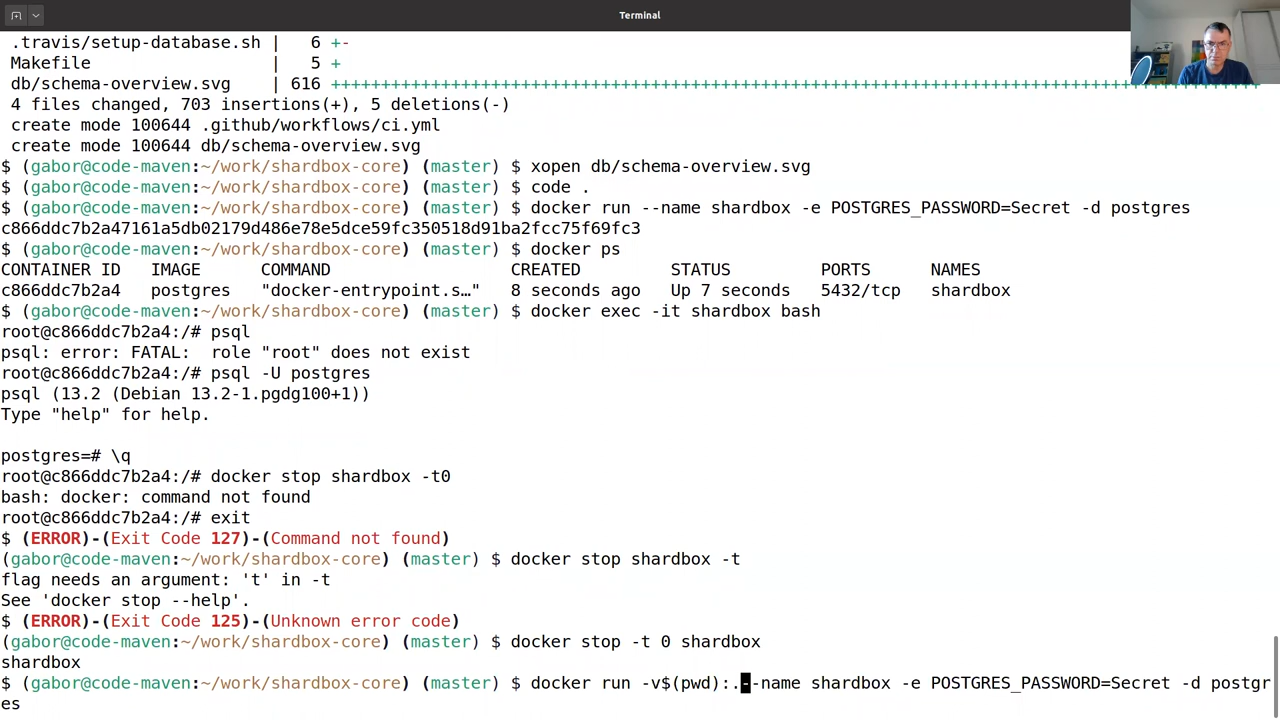 Terminal
.travis/setup-database.sh |   6 +-
Makefile                  |   5 +
db/schema-overview.svg    | 616 +++++++++++++++++++++++++++++++++++++++++++++++++++++++++++++++++++++++++++++++++++++++++++++
4 files changed, 703 insertions(+), 5 deletions(-)
create mode 100644 .github/workflows/ci.yml
create mode 100644 db/schema-overview.svg
$ (gabor@code-maven:~/work/shardbox-core) (master) $ xopen db/schema-overview.svg
$ (gabor@code-maven:~/work/shardbox-core) (master) $ code .
$ (gabor@code-maven:~/work/shardbox-core) (master) $ docker run --name shardbox -e POSTGRES_PASSWORD=Secret -d postgres
c866ddc7b2a47161a5db02179d486e78e5dce59fc350518d91ba2fcc75f69fc3
$ (gabor@code-maven:~/work/shardbox-core) (master) $ docker ps
CONTAINER ID   IMAGE      COMMAND                  CREATED         STATUS         PORTS      NAMES
c866ddc7b2a4   postgres   "docker-entrypoint.s…"   8 seconds ago   Up 7 seconds   5432/tcp   shardbox
$ (gabor@code-maven:~/work/shardbox-core) (master) $ docker exec -it shardbox bash
root@c866ddc7b2a4:/# psql
psql: error: FATAL:  role "root" does not exist
root@c866ddc7b2a4:/# psql -U postgres
psql (13.2 (Debian 13.2-1.pgdg100+1))
Type "help" for help.
postgres=# \q
root@c866ddc7b2a4:/# docker stop shardbox -t0
bash: docker: command not found
root@c866ddc7b2a4:/# exit
$ (ERROR)-(Exit Code 127)-(Command not found)
(gabor@code-maven:~/work/shardbox-core) (master) $ docker stop shardbox -t
flag needs an argument: 't' in -t
See 'docker stop --help'.
$ (ERROR)-(Exit Code 125)-(Unknown error code)
(gabor@code-maven:~/work/shardbox-core) (master) $ docker stop -t 0 shardbox
shardbox
$ (gabor@code-maven:~/work/shardbox-core) (master) $ docker run -v$(pwd):.--name shardbox -e POSTGRES_PASSWORD=Secret -d postgr
es